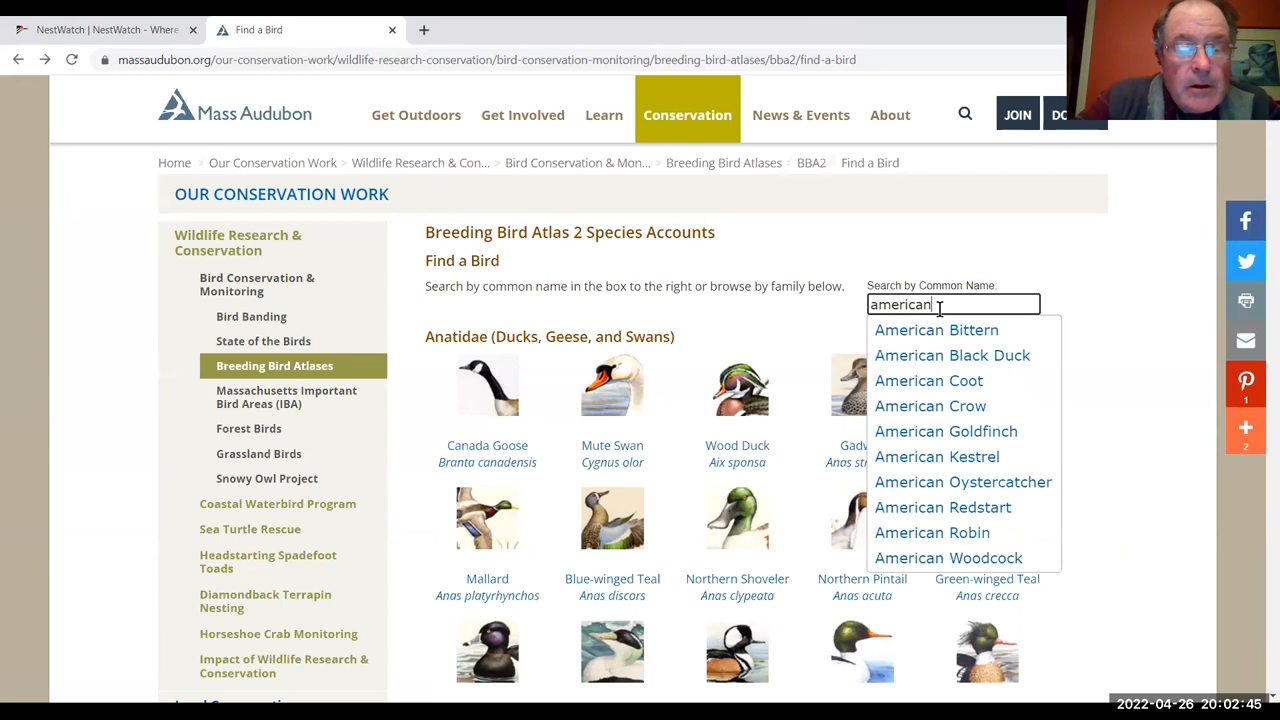 NestWatch | NestWatch - Where
Find a Bird
massaudubon.org/our-conservation-work/wildlife-research-conservation/bird-conservation-monitoring/breeding-bird-atlases/bba2/find-a-bird
Mass Audubon
Get Outdoors
Get Involved
Learn
Conservation
News & Events
About
JOIN
Home > Our Conservation Work > Wildlife Research & Con... > Bird Conservation & Mon... > Breeding Bird Atlases > BBA2 > Find a Bird
OUR CONSERVATION WORK
Wildlife Research &
Conservation
Bird Conservation &
Monitoring
Bird Banding
State of the Birds
Breeding Bird Atlases
Massachusetts Important
Bird Areas (IBA)
Forest Birds
Grassland Birds
Snowy Owl Project
Coastal Waterbird Program
Sea Turtle Rescue
Headstarting Spadefoot
Toads
Diamondback Terrapin
Nesting
Horseshoe Crab Monitoring
Impact of Wildlife Research &
Conservation
Breeding Bird Atlas 2 Species Accounts
Find a Bird
Search by common name in the box to the right or browse by family below.
Search by Common Name:
american
American Bittern
American Black Duck
American Coot
American Crow
American Goldfinch
American Kestrel
American Oystercatcher
American Redstart
American Robin
American Woodcock
Anatidae (Ducks, Geese, and Swans)
Canada Goose
Branta canadensis
Mute Swan
Cygnus olor
Wood Duck
Aix sponsa
Mallard
Anas platyrhynchos
Blue-winged Teal
Anas discors
Northern Shoveler
Anas clypeata
Northern Pintail
Anas acuta
Green-winged Teal
Anas crecca
1
2
2022-04-26 20:02:45